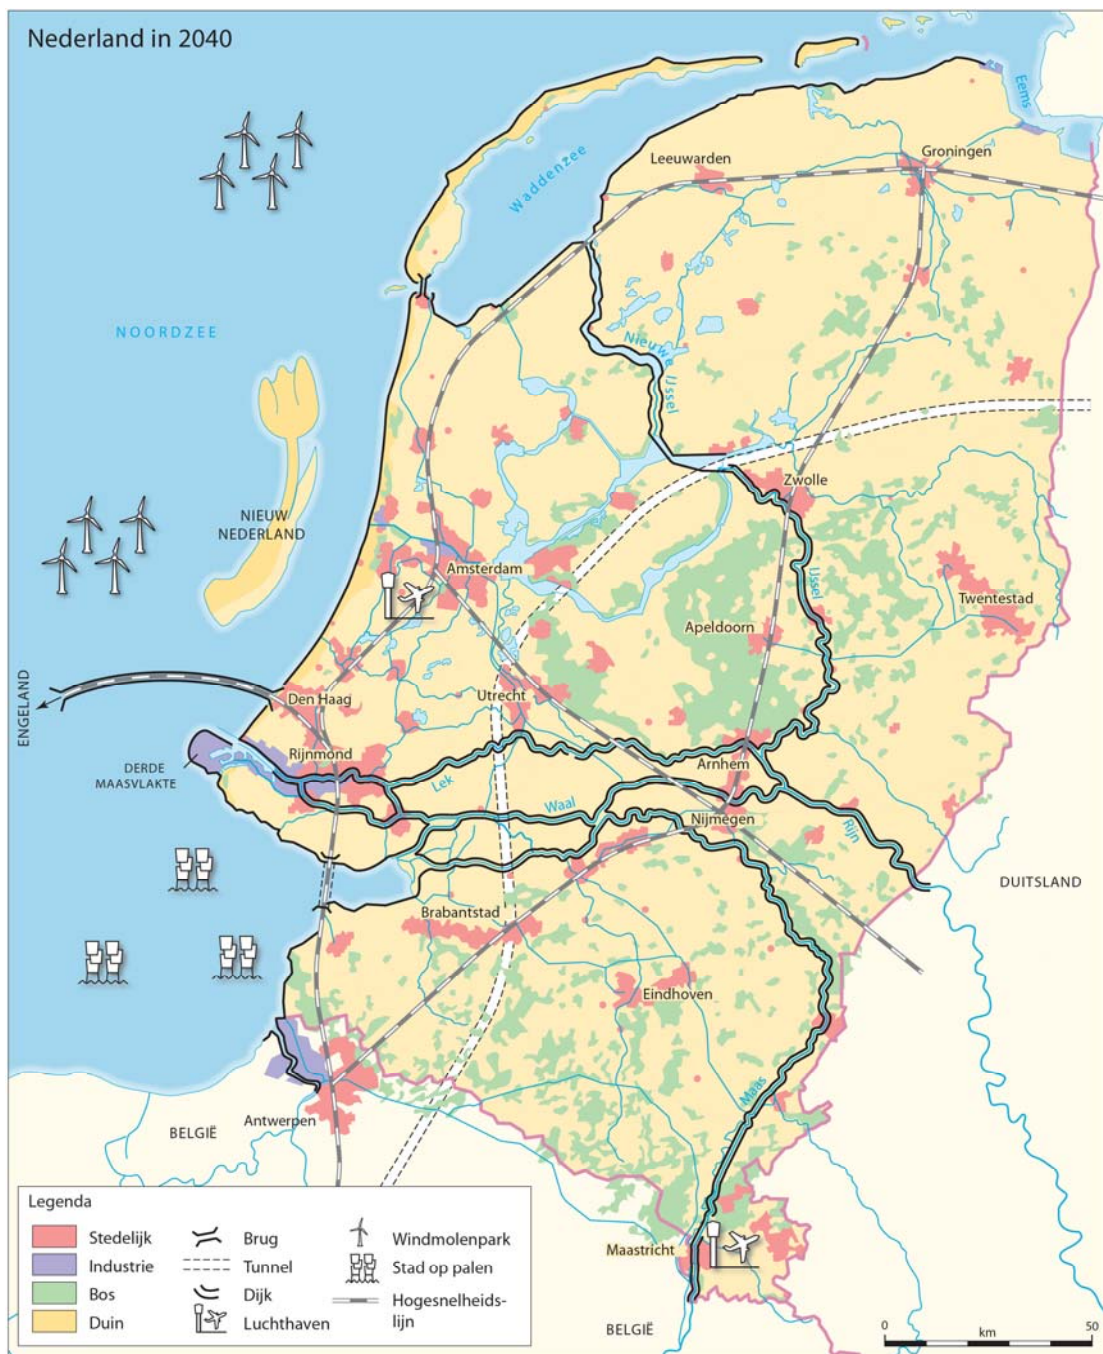 Nederland in 2040
Eems
Leeuwarden
Groningen
Waddenzee
NOORDZEE
Nieuwe IJssel
Zwolle
NIEUW
NEDERLAND
Amsterdam
IJssel
Twentestad
Apeldoorn
ENGELAND
Den Haag
Utrecht
Rijnmond
DERDE
MAASVLAKTE
Lek
Arnhem
Waal
Nijmegen
Rijn
DUITSLAND
Brabantstad
Eindhoven
Maas
Antwerpen
BELGIË
Maastricht
BELGIË
Legenda
Stedelijk
Industrie
Bos
Duin
Brug
Tunnel
Dijk
Luchthaven
Windmolenpark
Stad op palen
Hogesnelheids-
lijn
0
km
50